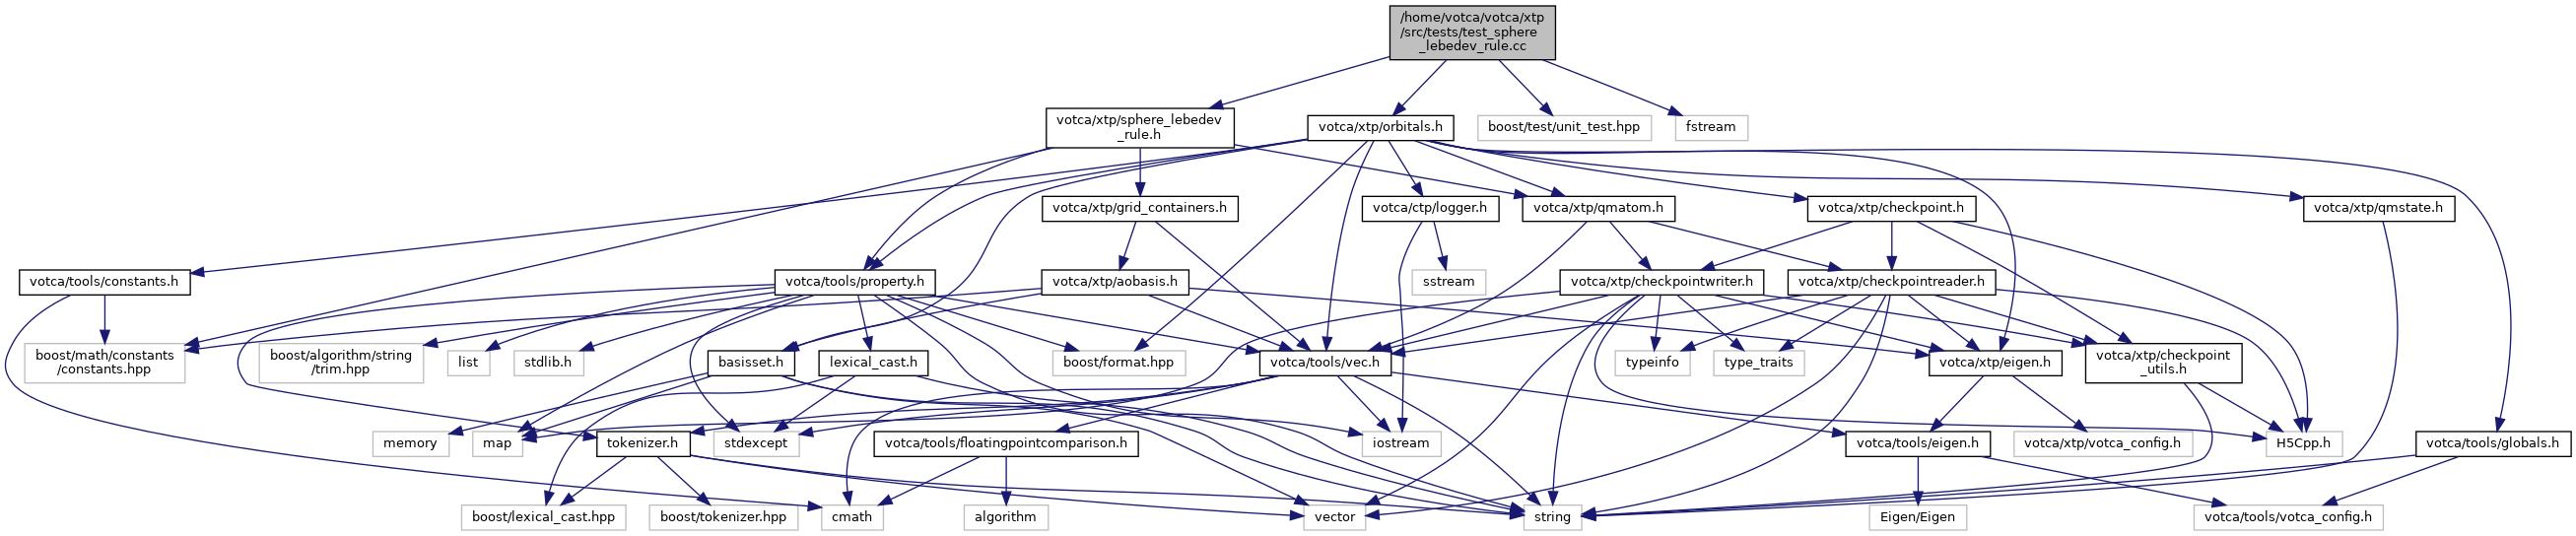 /home/votca/votca/xtp
/src/tests/test_sphere
_lebedev_rule.cc
votca/xtp/sphere_lebedev
_rule.h
votca/xtp/orbitals.h
boost/test/unit_test.hpp
fstream
votca/xtp/grid_containers.h
votca/ctp/logger.h
votca/xtp/qmatom.h
votca/xtp/checkpoint.h
votca/xtp/qmstate.h
votca/tools/constants.h
votca/tools/property.h
votca/xtp/aobasis.h
sstream
votca/xtp/checkpointwriter.h
votca/xtp/checkpointreader.h
boost/math/constants
/constants.hpp
boost/algorithm/string
/trim.hpp
list
stdlib.h
basisset.h
lexical_cast.h
boost/format.hpp
votca/tools/vec.h
typeinfo
type_traits
votca/xtp/eigen.h
votca/xtp/checkpoint
_utils.h
memory
map
tokenizer.h
stdexcept
votca/tools/floatingpointcomparison.h
iostream
votca/tools/eigen.h
votca/xtp/votca_config.h
H5Cpp.h
votca/tools/globals.h
boost/lexical_cast.hpp
boost/tokenizer.hpp
cmath
algorithm
vector
string
Eigen/Eigen
votca/tools/votca_config.h